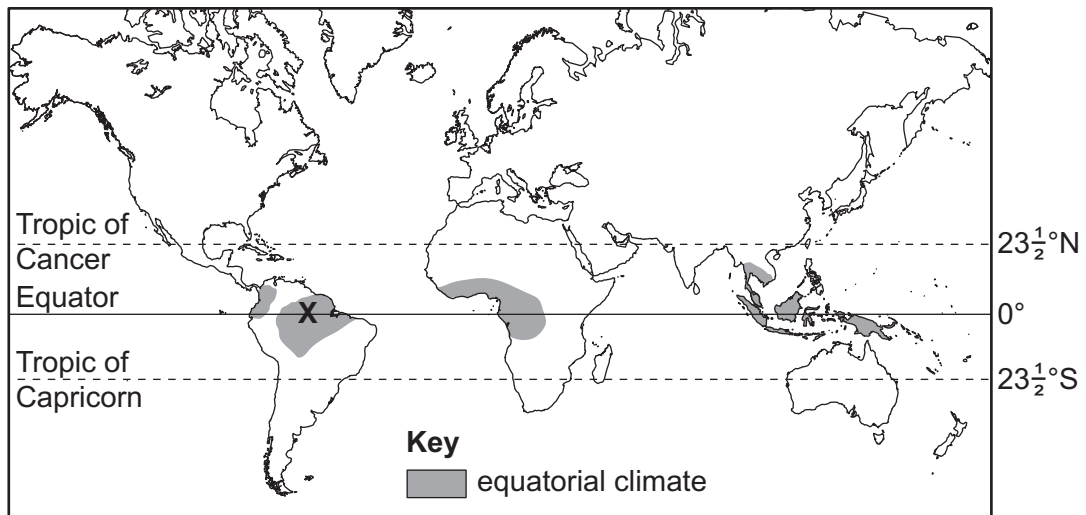 Tropic of
Cancer
23½°N
Equator
X
0°
Tropic of
Capricorn
23½°S
Key
equatorial climate